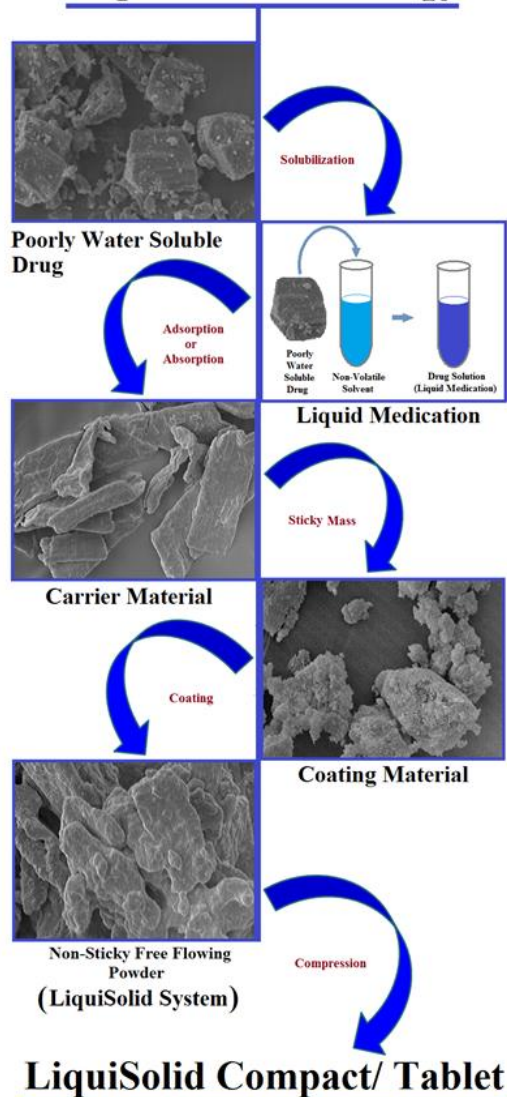 Solubilization
Poorly Water Soluble
Drug
Poorly
Water
Soluble
Drug
Non-Volatile
Solvent
Drug Solution
(Liquid Medication)
Liquid Medication
Adsorption
or
Absorption
Carrier Material
Sticky Mass
Coating Material
Coating
Non-Sticky Free Flowing
Powder
(LiquiSolid System)
Compression
LiquiSolid Compact/ Tablet